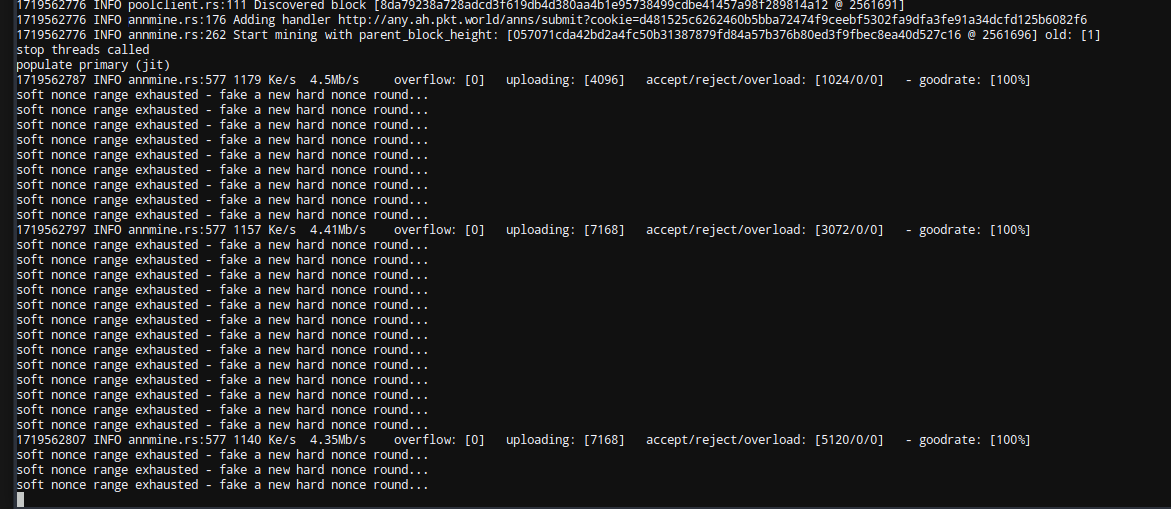 1719562776 INFO poolclient.rs:111 Discovered block [8da79238a728adcd3f619db4d380aa4b1e95738499cdbe41457a98f289814a12 @ 2561691]
1719562776 INFO annmine.rs:176 Adding handler http://any.ah.pkt.world/anns/submit?cookie=d481525c6262460b5bba72474f9ceebf5302fa9dfa3fe91a34dcfd125b6082f6
1719562776 INFO annmine.rs:262 Start mining with parent_block_height: [057071cda42bd2a4fc50b31387879fd84a57b376b80ed3f9fbec8ea40d527c16 @ 2561696] old: [1]
stop threads called
populate primary (jit)
1719562787 INFO annmine.rs:577 1179 Ke/s 4.5Mb/s overflow: [0] uploading: [4096] accept/reject/overload: [1024/0/0] - goodrate: [100%]
soft nonce range exhausted - fake a new hard nonce round...
soft nonce range exhausted - fake a new hard nonce round...
soft nonce range exhausted - fake a new hard nonce round...
soft nonce range exhausted - fake a new hard nonce round...
soft nonce range exhausted - fake a new hard nonce round...
soft nonce range exhausted - fake a new hard nonce round...
soft nonce range exhausted - fake a new hard nonce round...
soft nonce range exhausted - fake a new hard nonce round...
soft nonce range exhausted - fake a new hard nonce round...
1719562797 INFO annmine.rs:577 1157 Ke/s 4.41Mb/s overflow: [0] uploading: [7168] accept/reject/overload: [3072/0/0] - goodrate: [100%]
soft nonce range exhausted - fake a new hard nonce round...
soft nonce range exhausted - fake a new hard nonce round...
soft nonce range exhausted - fake a new hard nonce round...
soft nonce range exhausted - fake a new hard nonce round...
soft nonce range exhausted - fake a new hard nonce round...
soft nonce range exhausted - fake a new hard nonce round...
soft nonce range exhausted - fake a new hard nonce round...
soft nonce range exhausted - fake a new hard nonce round...
soft nonce range exhausted - fake a new hard nonce round...
soft nonce range exhausted - fake a new hard nonce round...
soft nonce range exhausted - fake a new hard nonce round...
soft nonce range exhausted - fake a new hard nonce round...
soft nonce range exhausted - fake a new hard nonce round...
1719562807 INFO annmine.rs:577 1140 Ke/s 4.35Mb/s overflow: [0] uploading: [7168] accept/reject/overload: [5120/0/0] - goodrate: [100%]
soft nonce range exhausted - fake a new hard nonce round...
soft nonce range exhausted - fake a new hard nonce round...
soft nonce range exhausted - fake a new hard nonce round...